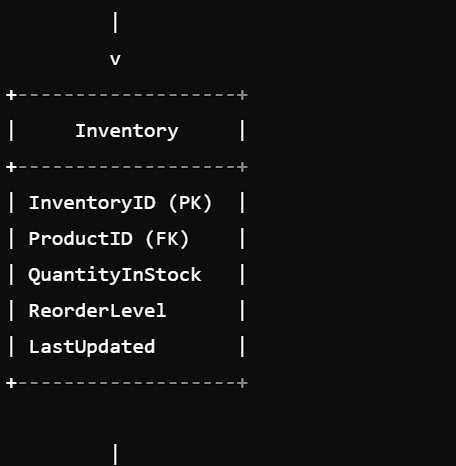 |
v
+-------------------+
|     Inventory     |
+-------------------+
| InventoryID (PK)  |
| ProductID (FK)    |
| QuantityInStock   |
| ReorderLevel      |
| LastUpdated       |
+-------------------+
|